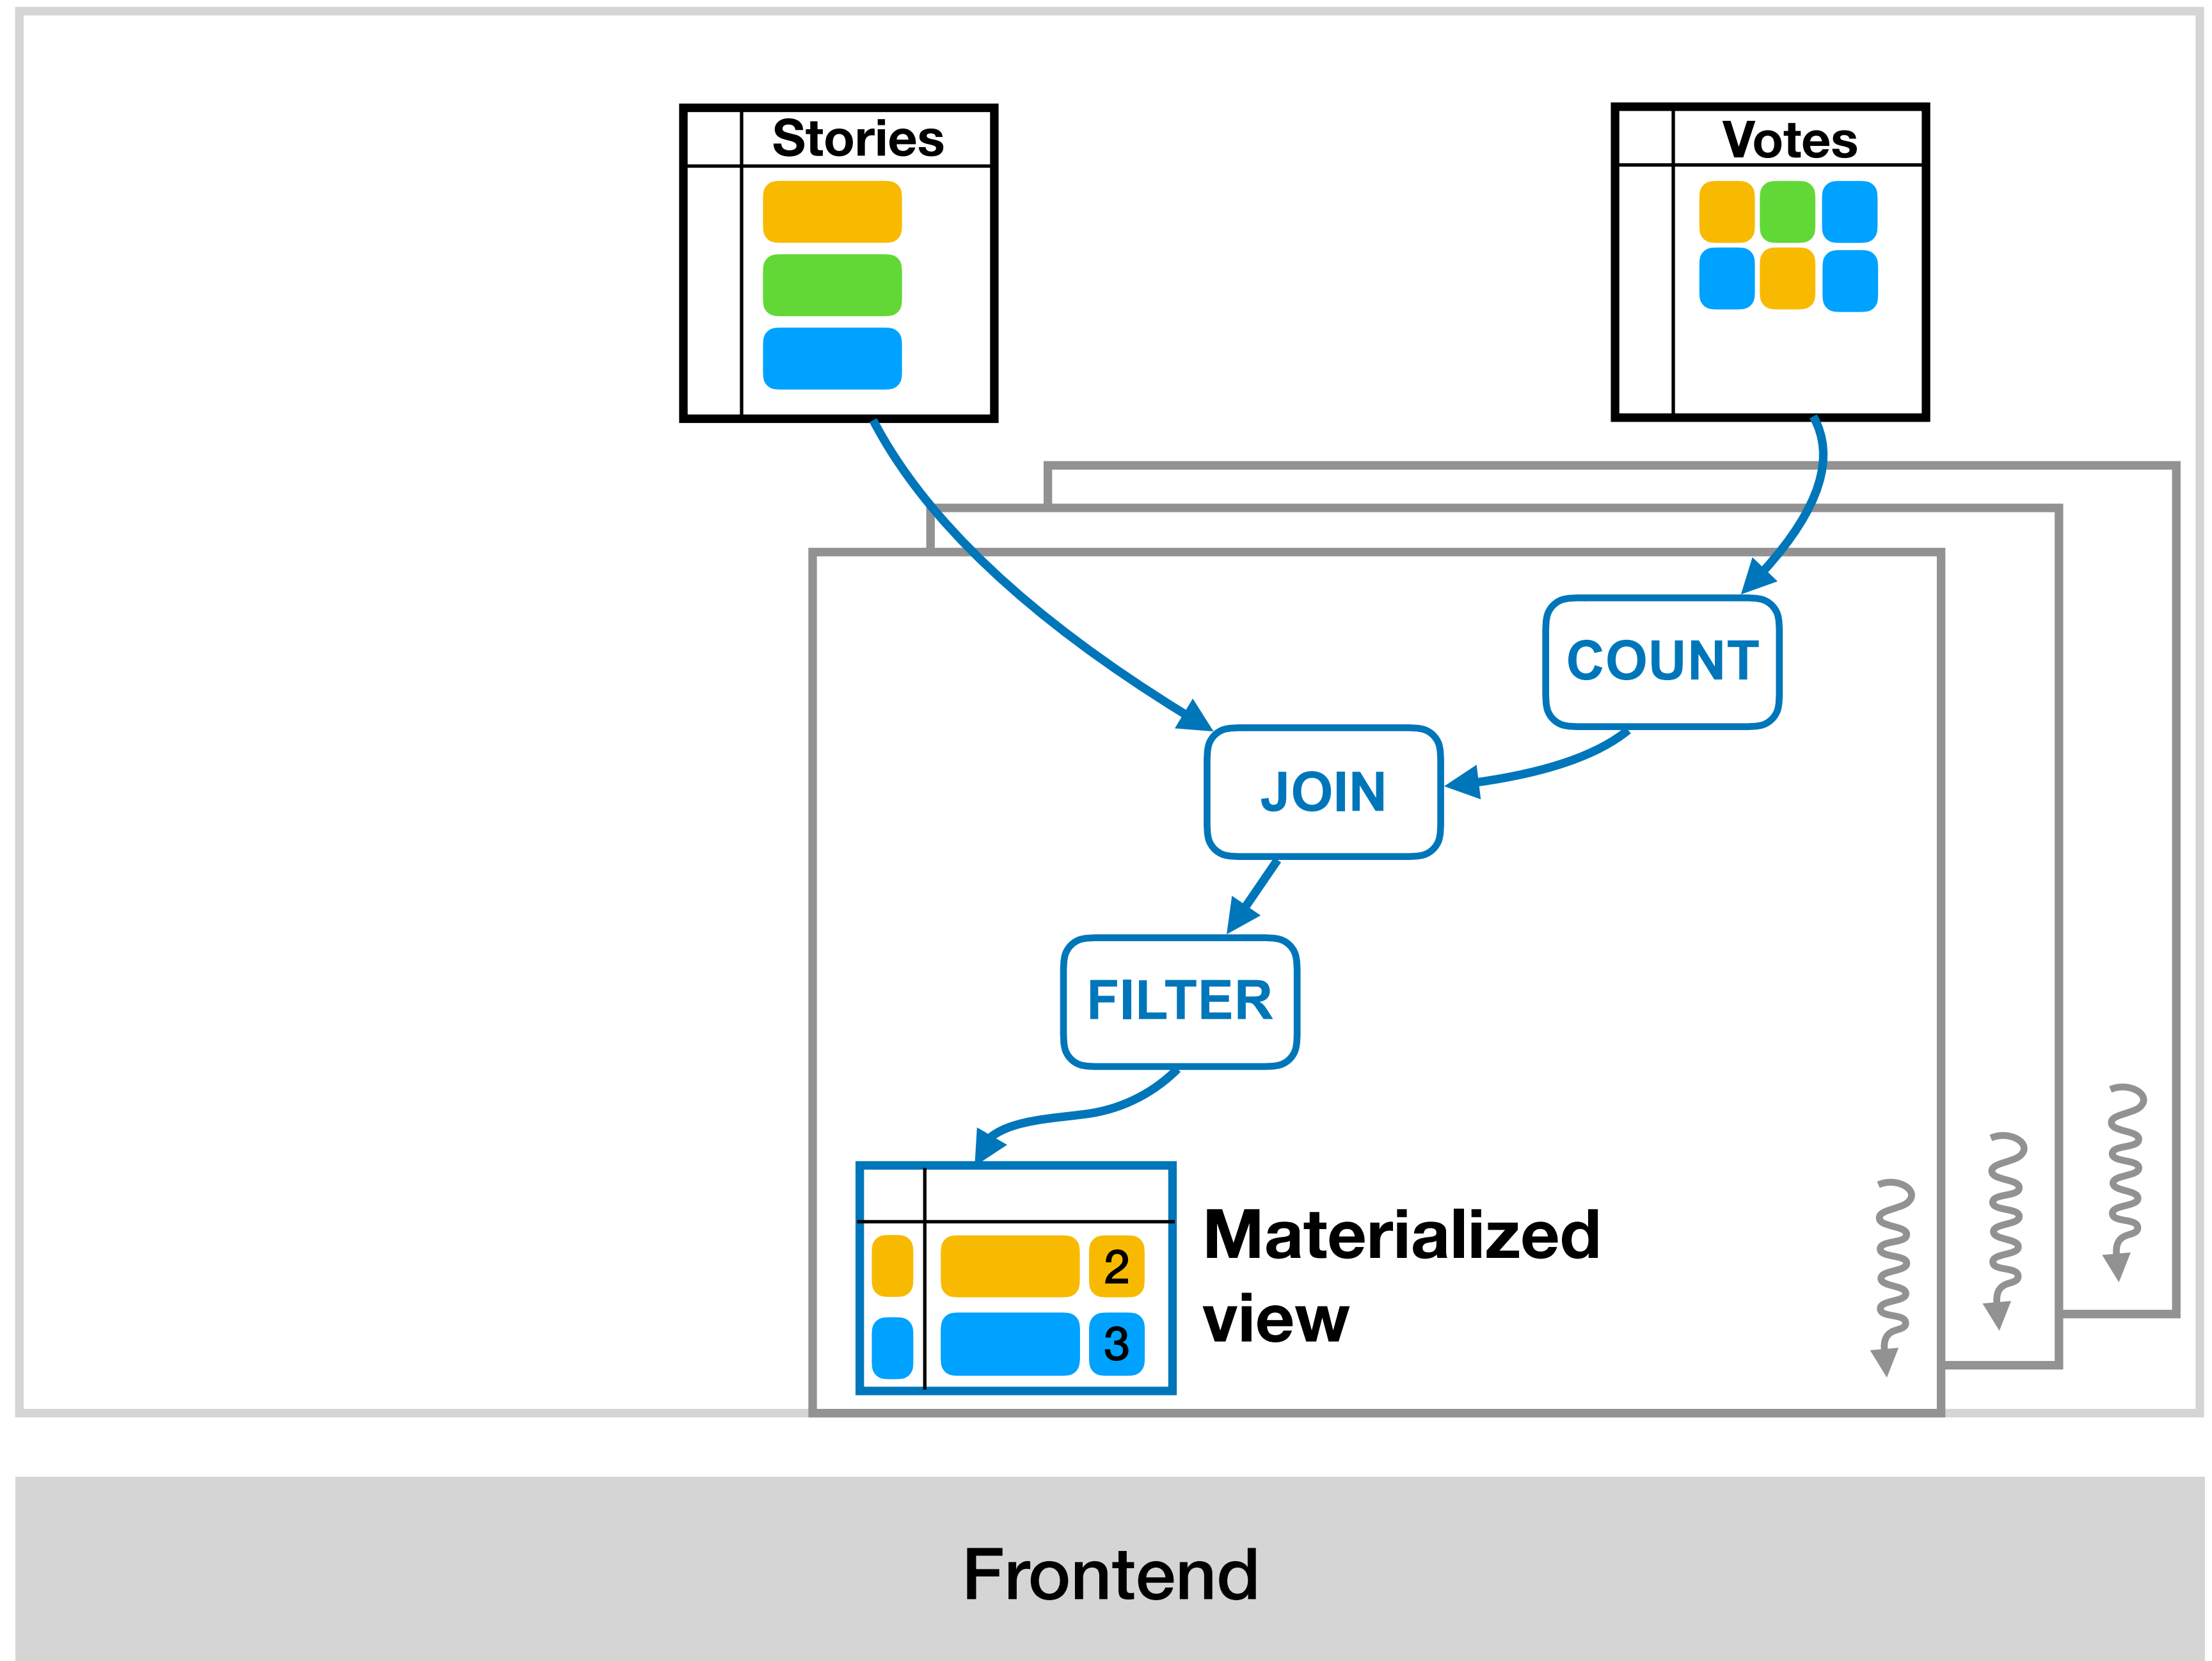 Stories
Votes
COUNT
JOIN
FILTER
2
3
Materialized
view
Frontend